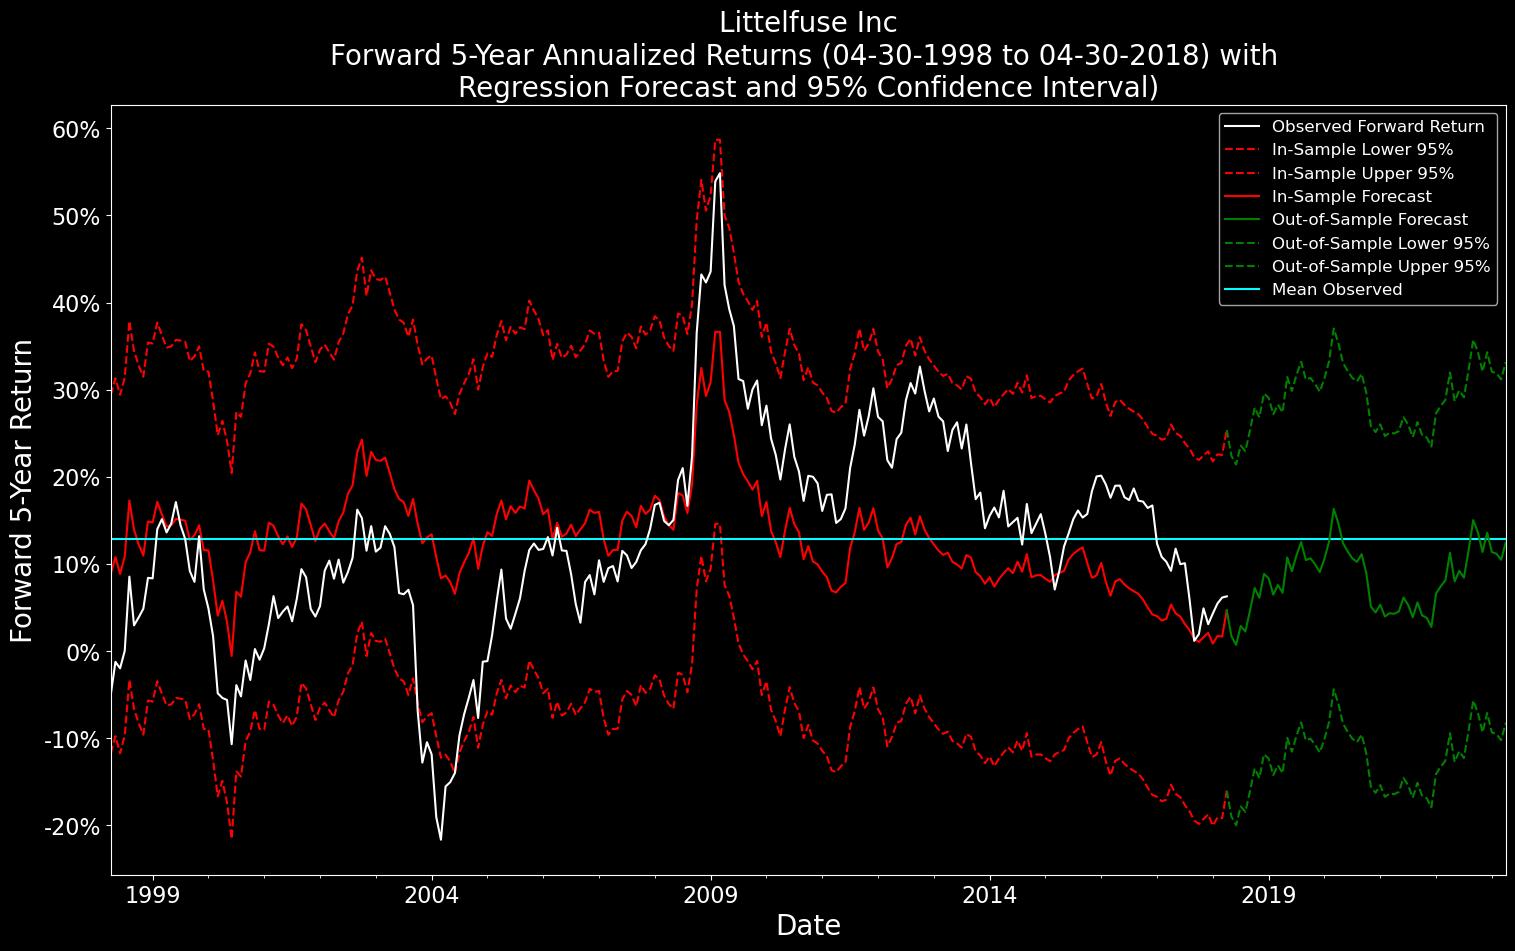 Littelfuse Inc
Forward 5-Year Annualized Returns (04-30-1998 to 04-30-2018) with
Regression Forecast and 95% Confidence Interval)
Forward 5-Year Return
60%
50%
40%
30%
20%
10%
0%
-10%
-20%
Observed Forward Return
In-Sample Lower 95%
In-Sample Upper 95%
In-Sample Forecast
Out-of-Sample Forecast
Out-of-Sample Lower 95%
Out-of-Sample Upper 95%
Mean Observed
1999 2004 2009 2014 2019
Date